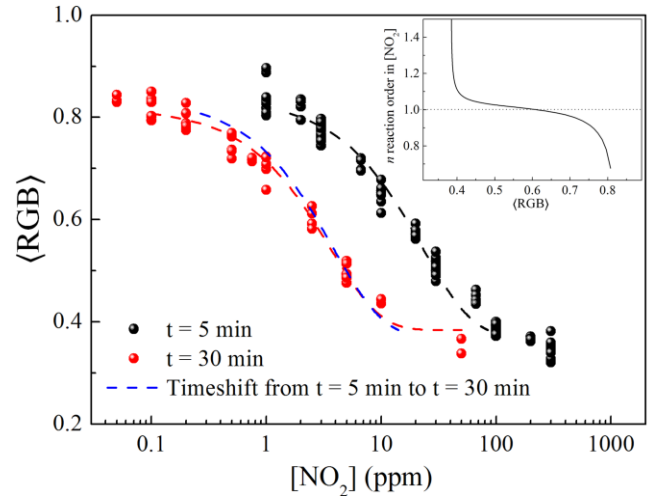 1.0
0.8
0.6
0.4
0.2
⟨RGB⟩
0.1 1 10 100 1000
[NO₂] (ppm)
t = 5 min
t = 30 min
Timeshift from t = 5 min to t = 30 min
1.4
1.2
1.0
0.8
n reaction order in [NO₂]
0.4 0.5 0.6 0.7 0.8
⟨RGB⟩